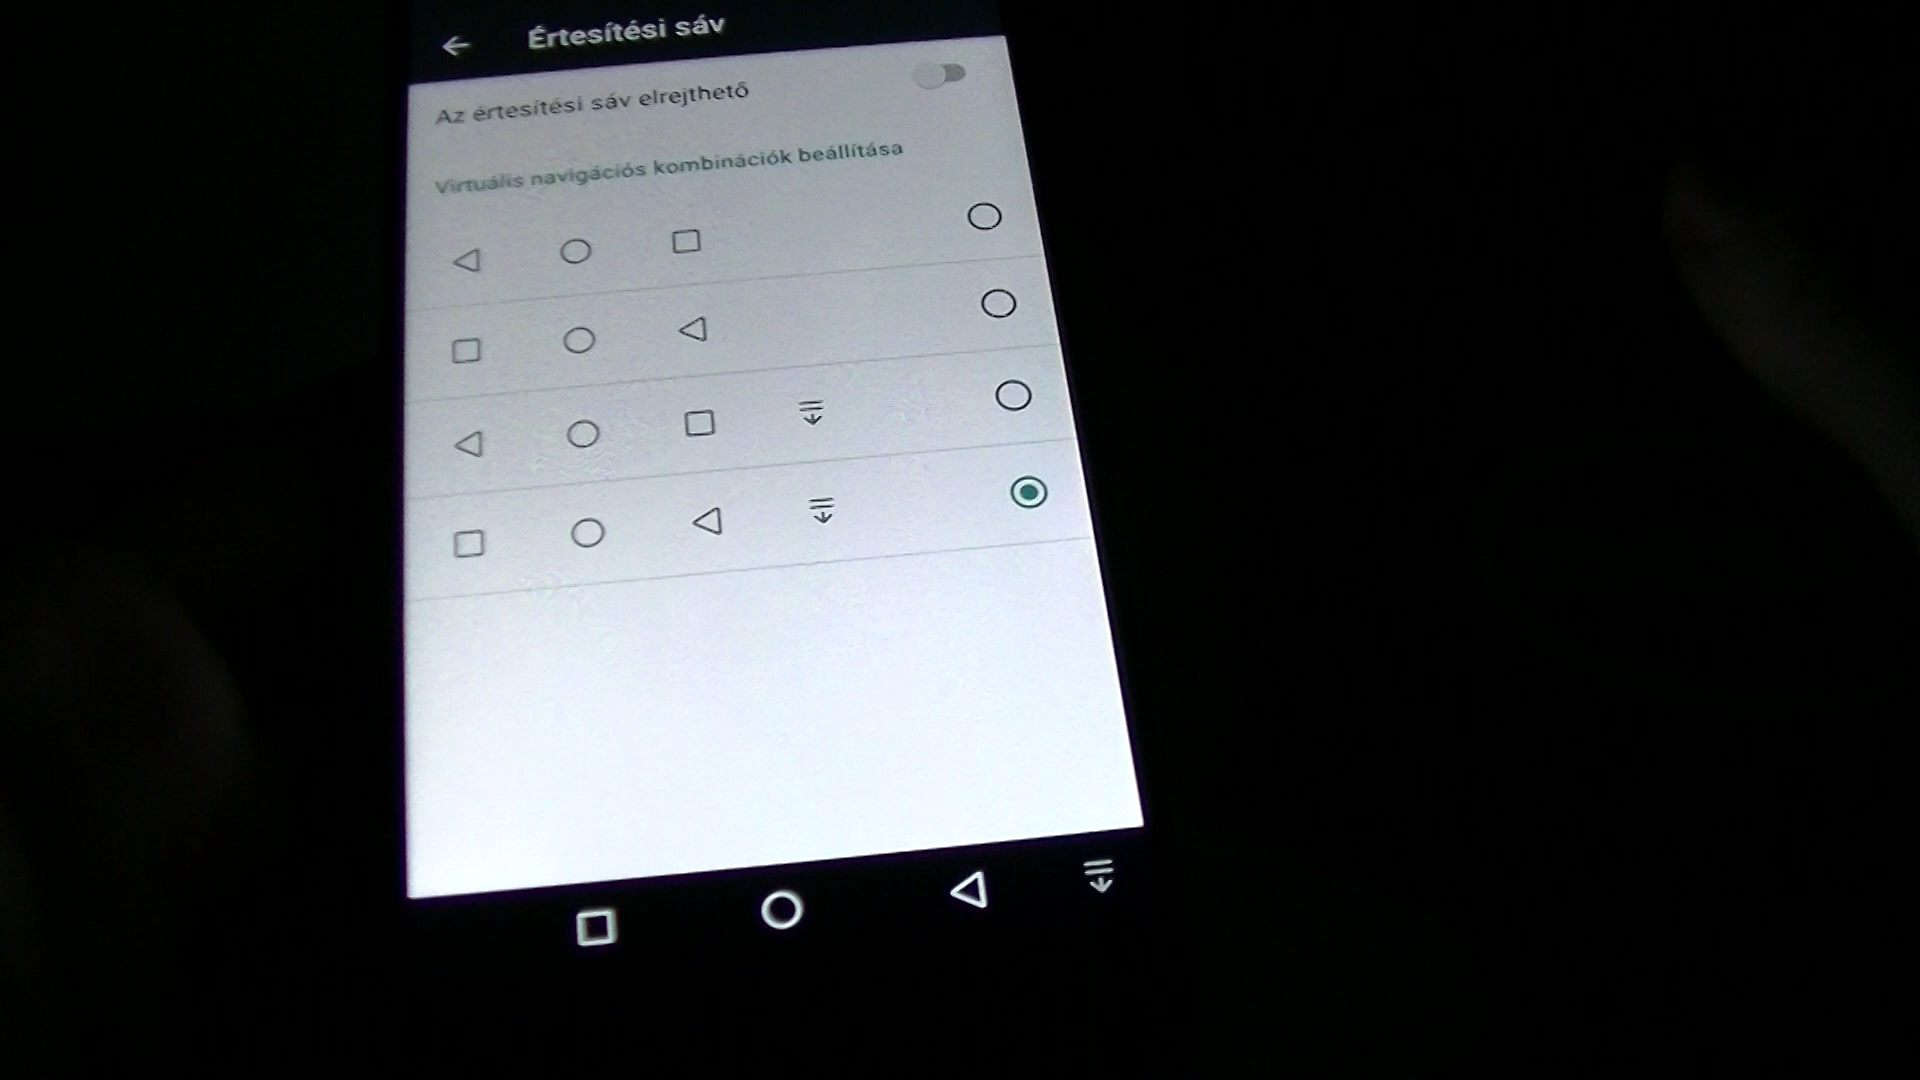 Értesítési sáv
Az értesítési sáv elrejthető
Virtuális navigációs kombinációk beállítása